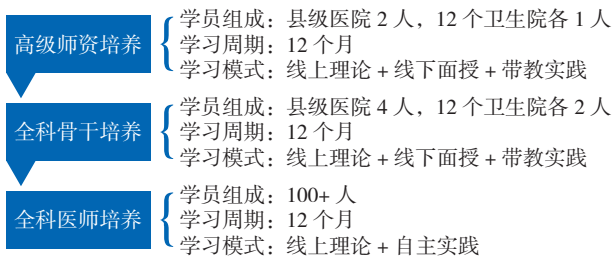 高级师资培养
学员组成：县级医院 2 人，12 个卫生院各 1 人
学习周期：12 个月
学习模式：线上理论 + 线下面授 + 带教实践
全科骨干培养
学员组成：县级医院 4 人，12 个卫生院各 2 人
学习周期：12 个月
学习模式：线上理论 + 线下面授 + 带教实践
全科医师培养
学员组成：100+ 人
学习周期：12 个月
学习模式：线上理论 + 自主实践